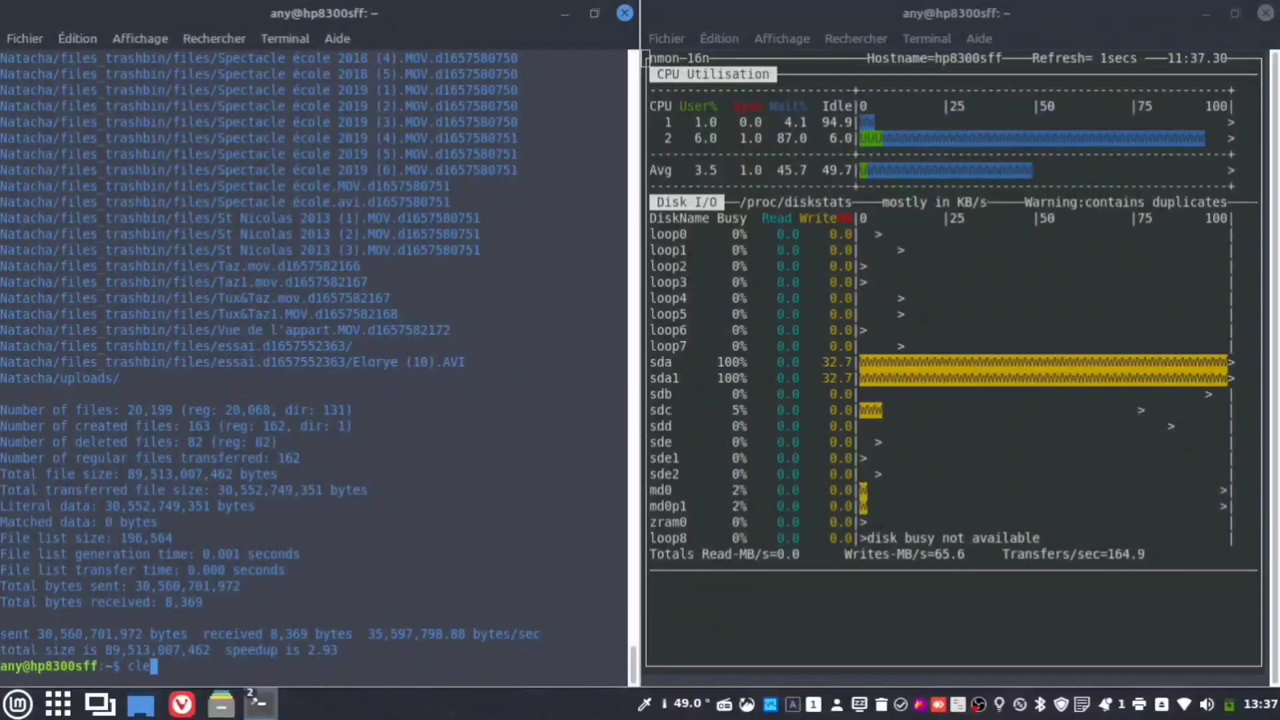 any@hp8300sff: ~
Fichier Édition Affichage Rechercher Terminal Aide
Natacha/files_trashbin/files/Spectacle école 2018 (4).MOV.d1657580750
Natacha/files_trashbin/files/Spectacle école 2019 (1).MOV.d1657580750
Natacha/files_trashbin/files/Spectacle école 2019 (2).MOV.d1657580750
Natacha/files_trashbin/files/Spectacle école 2019 (3).MOV.d1657580750
Natacha/files_trashbin/files/Spectacle école 2019 (4).MOV.d1657580751
Natacha/files_trashbin/files/Spectacle école 2019 (5).MOV.d1657580751
Natacha/files_trashbin/files/Spectacle école 2019 (6).MOV.d1657580751
Natacha/files_trashbin/files/Spectacle école.MOV.d1657580751
Natacha/files_trashbin/files/Spectacle école.avi.d1657580751
Natacha/files_trashbin/files/St Nicolas 2013 (1).MOV.d1657580751
Natacha/files_trashbin/files/St Nicolas 2013 (2).MOV.d1657580751
Natacha/files_trashbin/files/St Nicolas 2013 (3).MOV.d1657580751
Natacha/files_trashbin/files/Taz.mov.d1657582166
Natacha/files_trashbin/files/Taz1.mov.d1657582167
Natacha/files_trashbin/files/Tux&Taz.mov.d1657582167
Natacha/files_trashbin/files/Tux&Taz1.MOV.d1657582168
Natacha/files_trashbin/files/Vue de l'appart.MOV.d1657582172
Natacha/files_trashbin/files/essai.d1657552363/
Natacha/files_trashbin/files/essai.d1657552363/Elorye (10).AVI
Natacha/uploads/
Number of files: 20,199 (reg: 20,068, dir: 131)
Number of created files: 163 (reg: 162, dir: 1)
Number of deleted files: 82 (reg: 82)
Number of regular files transferred: 162
Total file size: 89,513,007,462 bytes
Total transferred file size: 30,552,749,351 bytes
Literal data: 30,552,749,351 bytes
Matched data: 0 bytes
File list size: 196,564
File list generation time: 0.001 seconds
File list transfer time: 0.000 seconds
Total bytes sent: 30,560,701,972
Total bytes received: 8,369
sent 30,560,701,972 bytes  received 8,369 bytes  35,597,798.88 bytes/sec
total size is 89,513,007,462  speedup is 2.93
any@hp8300sff:~$ cle
any@hp8300sff: ~
Fichier Édition Affichage Rechercher Terminal Aide
nmon-16n Hostname=hp8300sff Refresh= 1secs 11:37.30
CPU Utilisation
CPU User% Sys% Wait% Idle|0 |25 |50 |75 100|
1 1.0 0.0 4.1 94.9| >
2 6.0 1.0 87.0 6.0|UUUWWWWWWWWWWWWWWWWWWWWWWWWWWWWWWWWWWWWWWWWWWW >
Avg 3.5 1.0 45.7 49.7|UWWWWWWWWWWWWWWWWWWWWWW >
Disk I/O /proc/diskstats mostly in KB/s Warning:contains duplicates
DiskName Busy Read Write |0 |25 |50 |75 100|
loop0 0% 0.0 0.0| > |
loop1 0% 0.0 0.0| > |
loop2 0% 0.0 0.0|> |
loop3 0% 0.0 0.0|> |
loop4 0% 0.0 0.0| > |
loop5 0% 0.0 0.0| > |
loop6 0% 0.0 0.0|> |
loop7 0% 0.0 0.0| > |
sda 100% 0.0 32.7|WWWWWWWWWWWWWWWWWWWWWWWWWWWWWWWWWWWWWWWWWWWWWWWWW>
sda1 100% 0.0 32.7|WWWWWWWWWWWWWWWWWWWWWWWWWWWWWWWWWWWWWWWWWWWWWWWWW>
sdb 0% 0.0 0.0| > |
sdc 5% 0.0 0.0|WWW > |
sdd 0% 0.0 0.0| > |
sde 0% 0.0 0.0| > |
sde1 0% 0.0 0.0|> |
sde2 0% 0.0 0.0| > |
md0 2% 0.0 0.0|W >|
md0p1 2% 0.0 0.0|W >|
zram0 0% 0.0 0.0|> |
loop8 0% 0.0 0.0|>disk busy not available |
Totals Read-MB/s=0.0 Writes-MB/s=65.6 Transfers/sec=164.9
2 49.0° A 1 1 13:37